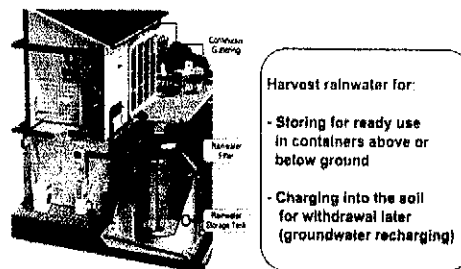 Continuous
Guttering
Rainwater
Filter
Rainwater
Storage Tank
Harvest rainwater for:
- Storing for ready use
in containers above or
below ground
- Charging into the soil
for withdrawal later
(groundwater recharging)